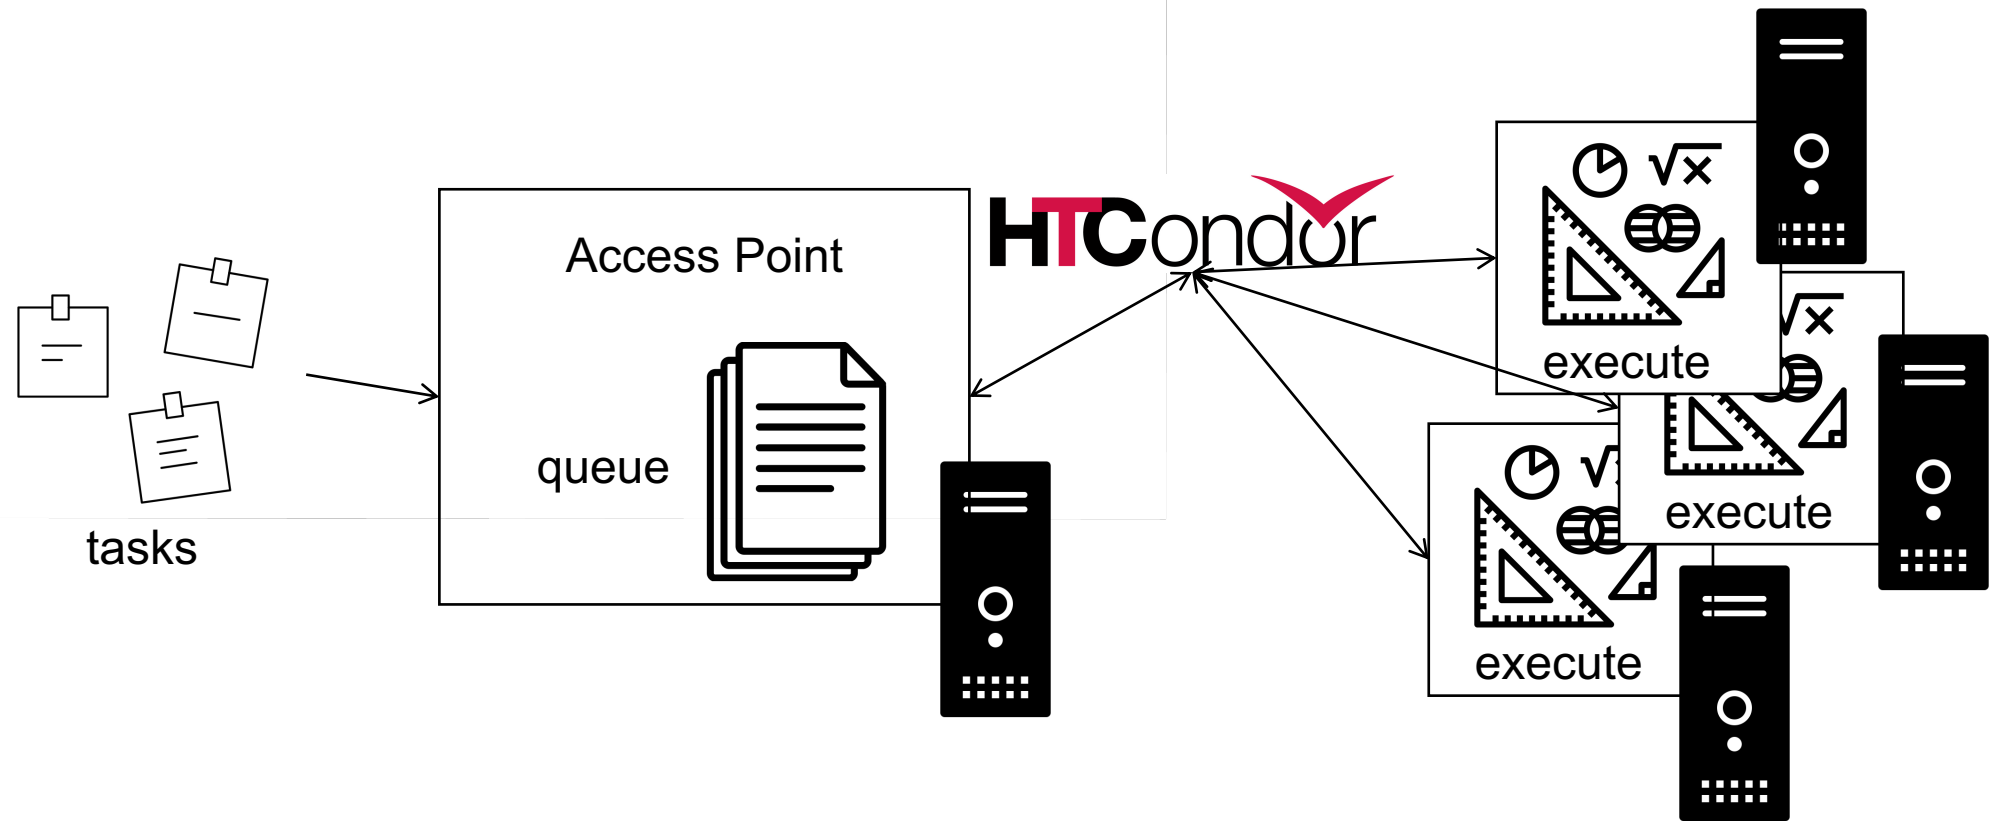 tasks
Access Point
queue
HTCondor
√x
execute
√x
execute
√
execute